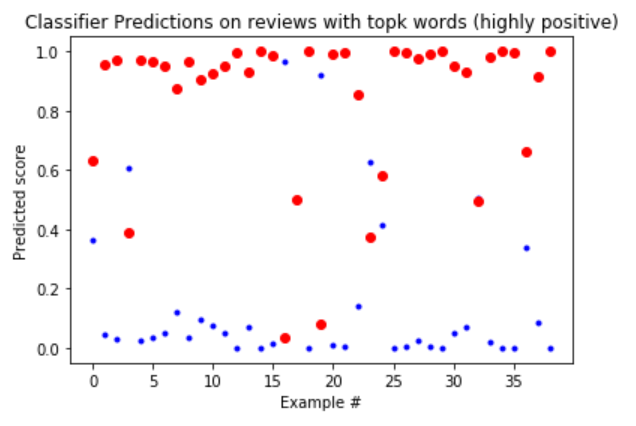 Classifier Predictions on reviews with topk words (highly positive)
1.0
0.8
0.6
0.4
0.2
0.0
Predicted score
0 5 10 15 20 25 30 35
Example #